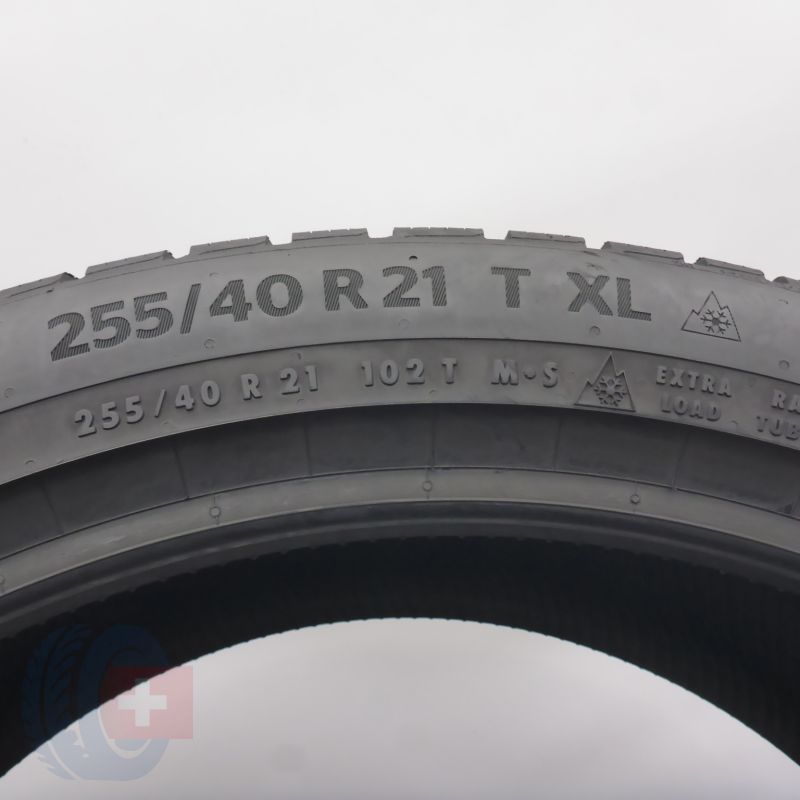 255/40 R 21 T XL
255/40 R 21 102 T M•S EXTRA
LOAD